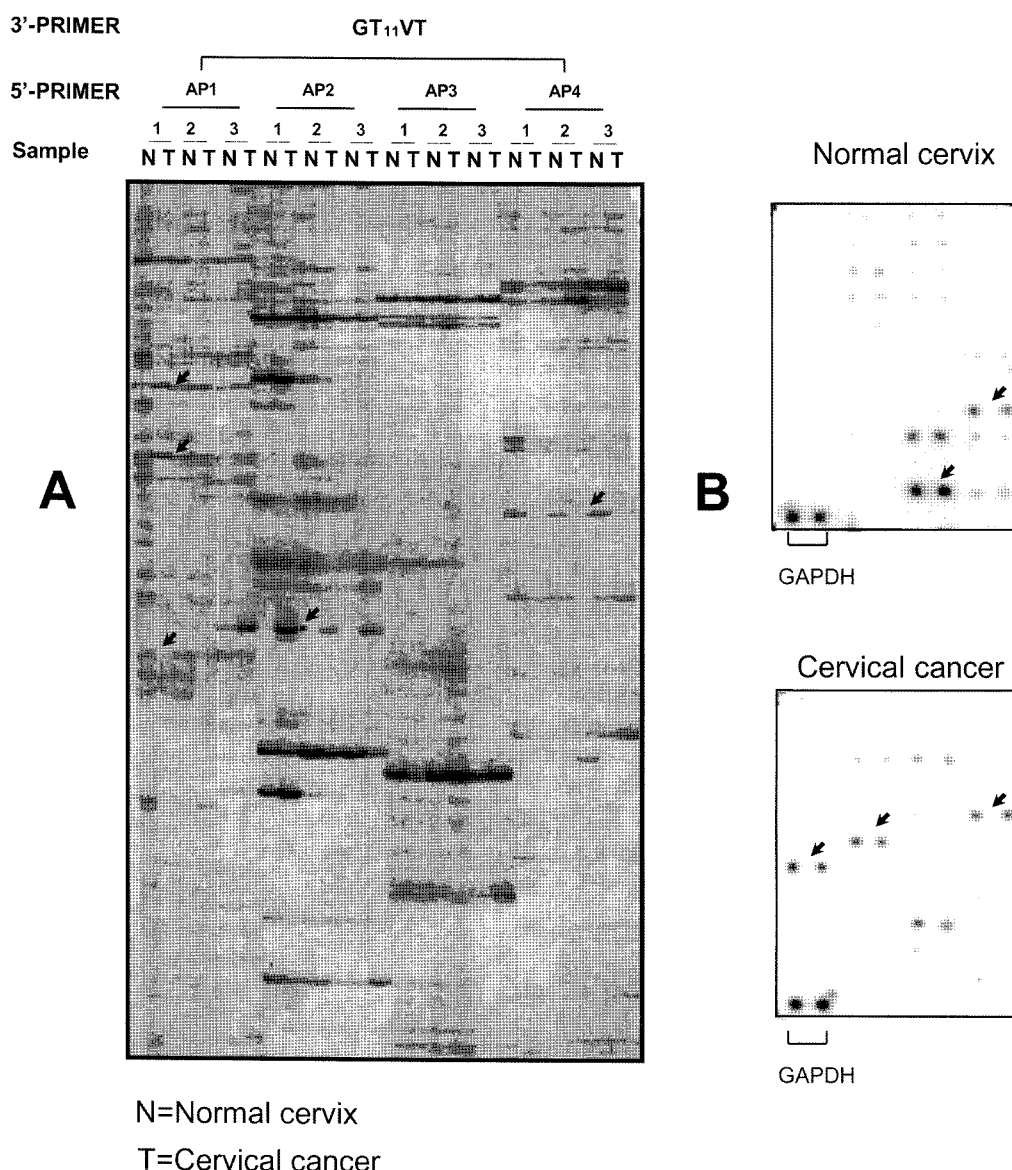 3'-PRIMER GT₁₁VT
5'-PRIMER AP1 AP2 AP3 AP4
1 2 3 1 2 3 1 2 3 1 2 3
Sample N T N T N T N T N T N T N T N T N T N T N T N T
A
Normal cervix
B
GAPDH
Cervical cancer
GAPDH
N=Normal cervix
T=Cervical cancer